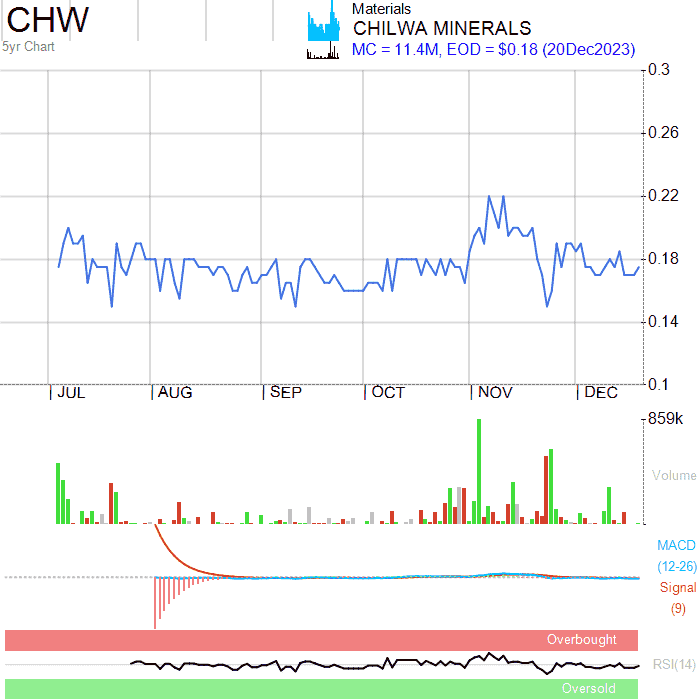 CHW
5yr Chart
Materials
CHILWA MINERALS
MC = 11.4M, EOD = $0.18 (20Dec2023)
0.3
0.26
0.22
0.18
0.14
0.1
JUL AUG SEP OCT NOV DEC
859k
Volume
MACD
(12-26)
Signal
(9)
Overbought
RSI(14)
Oversold